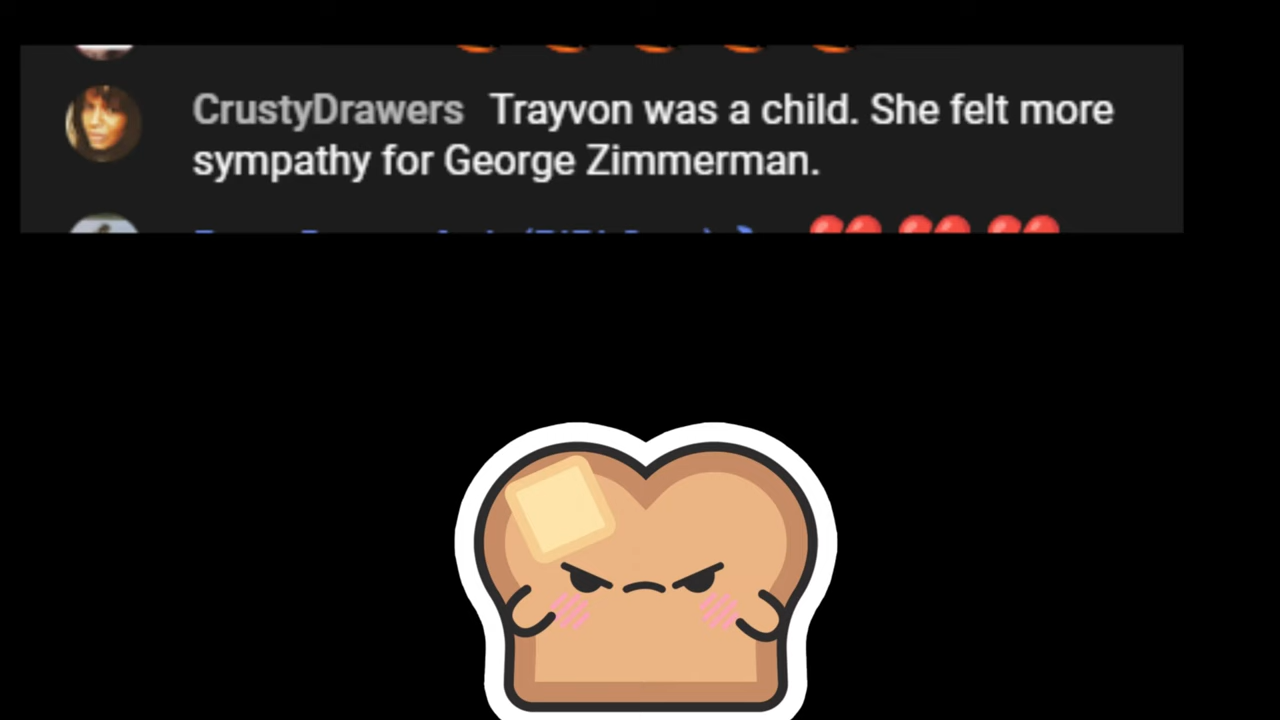 CrustyDrawers Trayvon was a child. She felt more
sympathy for George Zimmerman.